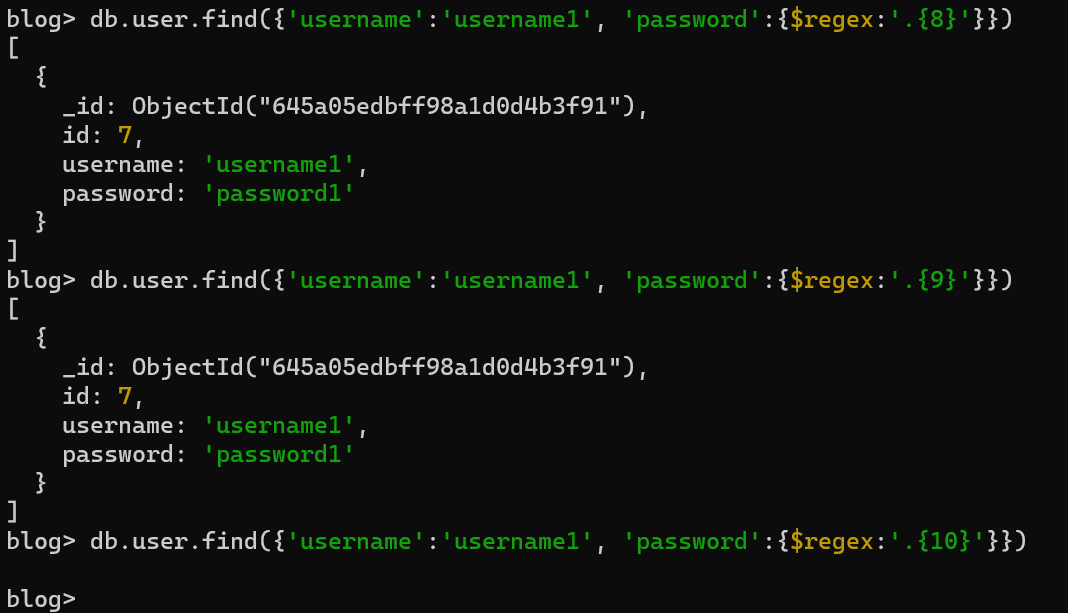 blog> db.user.find({'username':'username1', 'password':{$regex:'.{8}'}})
[
  {
    _id: ObjectId("645a05edbff98a1d0d4b3f91"),
    id: 7,
    username: 'username1',
    password: 'password1'
  }
]
blog> db.user.find({'username':'username1', 'password':{$regex:'.{9}'}})
[
  {
    _id: ObjectId("645a05edbff98a1d0d4b3f91"),
    id: 7,
    username: 'username1',
    password: 'password1'
  }
]
blog> db.user.find({'username':'username1', 'password':{$regex:'.{10}'}})
blog>